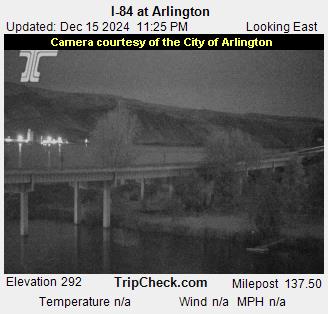 I-84 at Arlington
Updated: Dec 15 2024 11:25 PM Looking East
Camera courtesy of the City of Arlington
Elevation 292 TripCheck.com Milepost 137.50
Temperature n/a Wind n/a MPH n/a